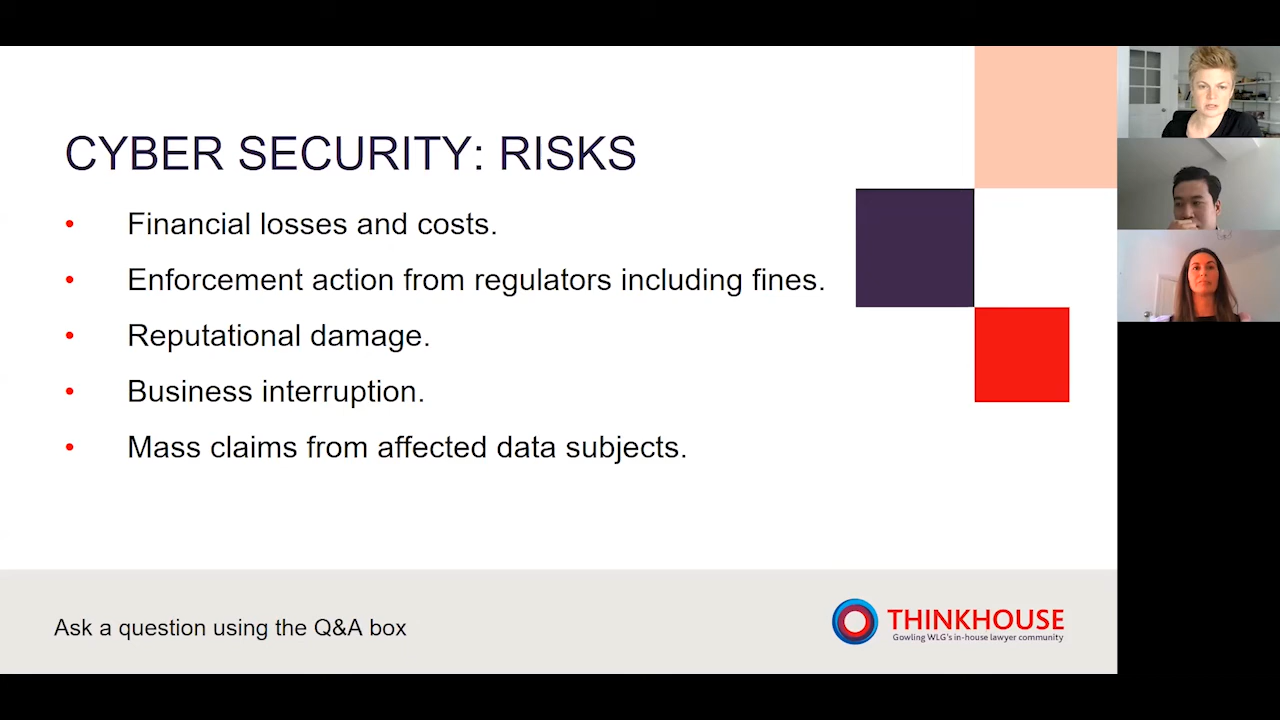 CYBER SECURITY: RISKS
• Financial losses and costs.
• Enforcement action from regulators including fines.
• Reputational damage.
• Business interruption.
• Mass claims from affected data subjects.
Ask a question using the Q&A box
THINKHOUSE
Gowling WLG's in-house lawyer community